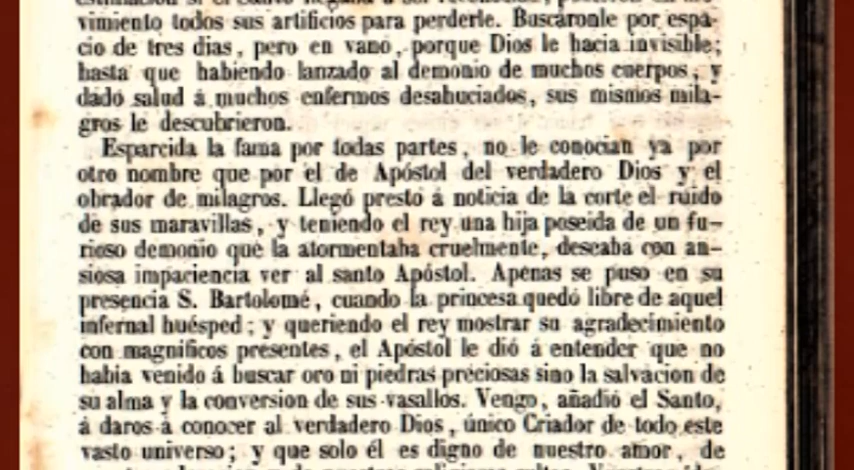 vimiento todos sus artificios para perderle. Buscáronle por espa-
cio de tres dias, pero en vano, porque Dios le hacia invisible;
hasta que habiendo lanzado al demonio de muchos cuerpos, y
dado salud á muchos enfermos desahuciados, sus mismos mila-
gros le descubrieron.
Esparcida la fama por todas partes, no le conocian ya por
otro nombre que por el de Apóstol del verdadero Dios y el
obrador de milagros. Llegó presto á noticia de la corte el ruido
de sus maravillas, y teniendo el rey una hija poseida de un fu-
rioso demonio que la atormentaba cruelmente, deseaba con an-
siosa impaciencia ver al santo Apóstol. Apenas se puso en su
presencia S. Bartolomé, cuando la princesa quedó libre de aquel
infernal huésped; y queriendo el rey mostrar su agradecimiento
con magníficos presentes, el Apóstol le dió á entender que no
habia venido á buscar oro ni piedras preciosas sino la salvacion de
su alma y la conversion de sus vasallos. Vengo, añadió el Santo,
á daros á conocer al verdadero Dios, único Criador de todo este
vasto universo; y que solo él es digno de nuestro amor, de